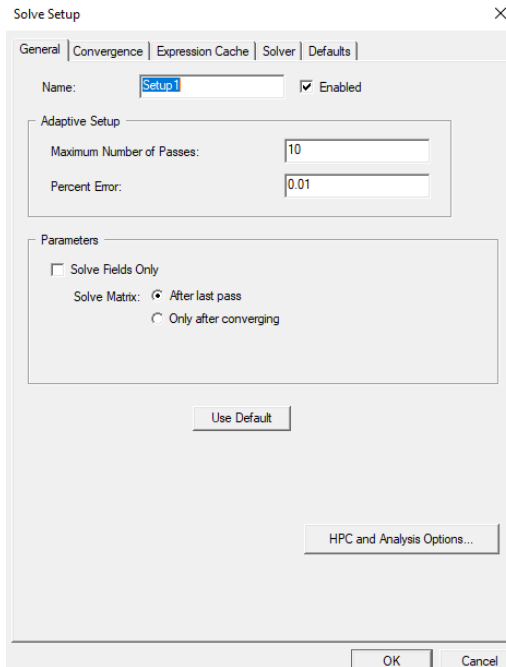 Solve Setup
General Convergence Expression Cache Solver Defaults
Name: Setup1 Enabled
Adaptive Setup
Maximum Number of Passes: 10
Percent Error: 0.01
Parameters
Solve Fields Only
Solve Matrix: After last pass
Only after converging
Use Default
HPC and Analysis Options...
OK Cancel